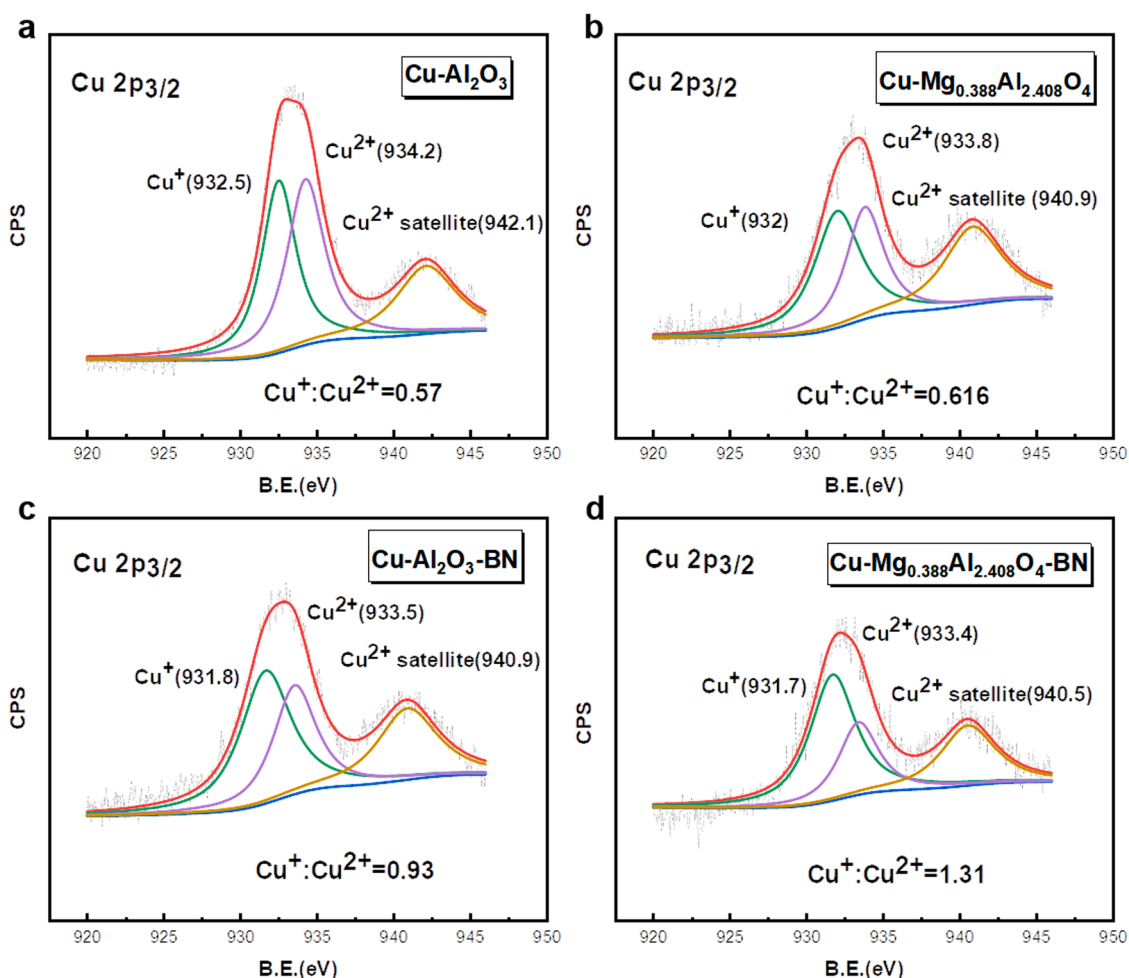 a
Cu 2p3/2
Cu-Al2O3
Cu2+(934.2)
Cu+(932.5)
Cu2+ satellite(942.1)
CPS
Cu+:Cu2+=0.57
920 925 930 935 940 945 950
B.E.(eV)
b
Cu 2p3/2
Cu-Mg0.388Al2.408O4
Cu2+(933.8)
Cu2+ satellite (940.9)
Cu+(932)
CPS
Cu+:Cu2+=0.616
920 925 930 935 940 945 950
B.E.(eV)
c
Cu 2p3/2
Cu-Al2O3-BN
Cu2+(933.5)
Cu2+ satellite(940.9)
Cu+(931.8)
CPS
Cu+:Cu2+=0.93
920 925 930 935 940 945 950
B.E.(eV)
d
Cu 2p3/2
Cu-Mg0.388Al2.408O4-BN
Cu2+(933.4)
Cu+(931.7)
Cu2+ satellite(940.5)
CPS
Cu+:Cu2+=1.31
920 925 930 935 940 945 950
B.E.(eV)